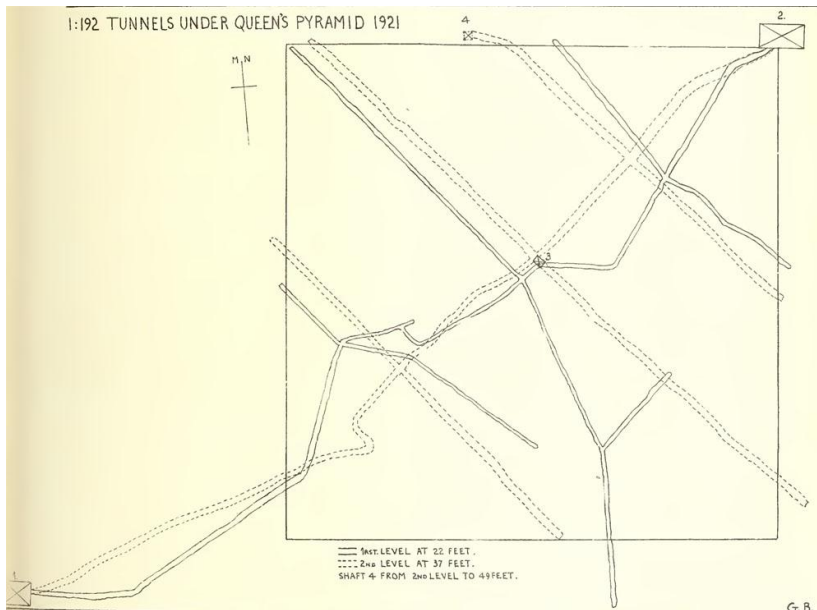 1:192 TUNNELS UNDER QUEEN'S PYRAMID 1921
4
2.
M N
3
1
1AST. LEVEL AT 22 FEET.
2ND LEVEL AT 37 FEET.
SHAFT 4 FROM 2ND LEVEL TO 49 FEET.
G.B.